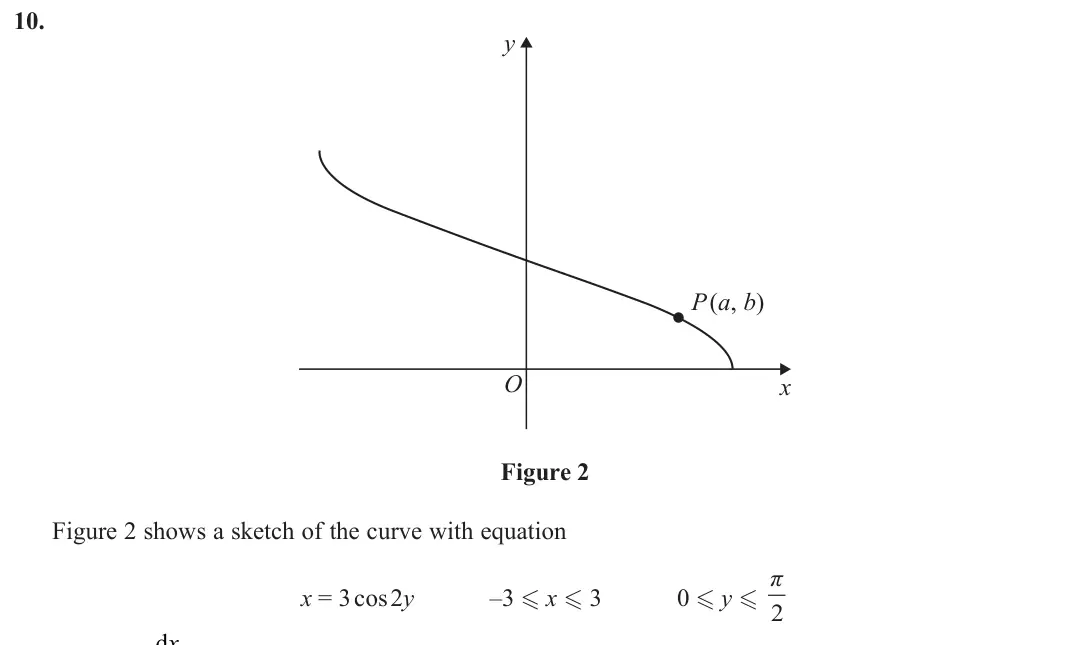 10.
y
P(a, b)
O
x
Figure 2
Figure 2 shows a sketch of the curve with equation
x = 3 cos 2y −3 ⩽ x ⩽ 3 0 ⩽ y ⩽ π/2